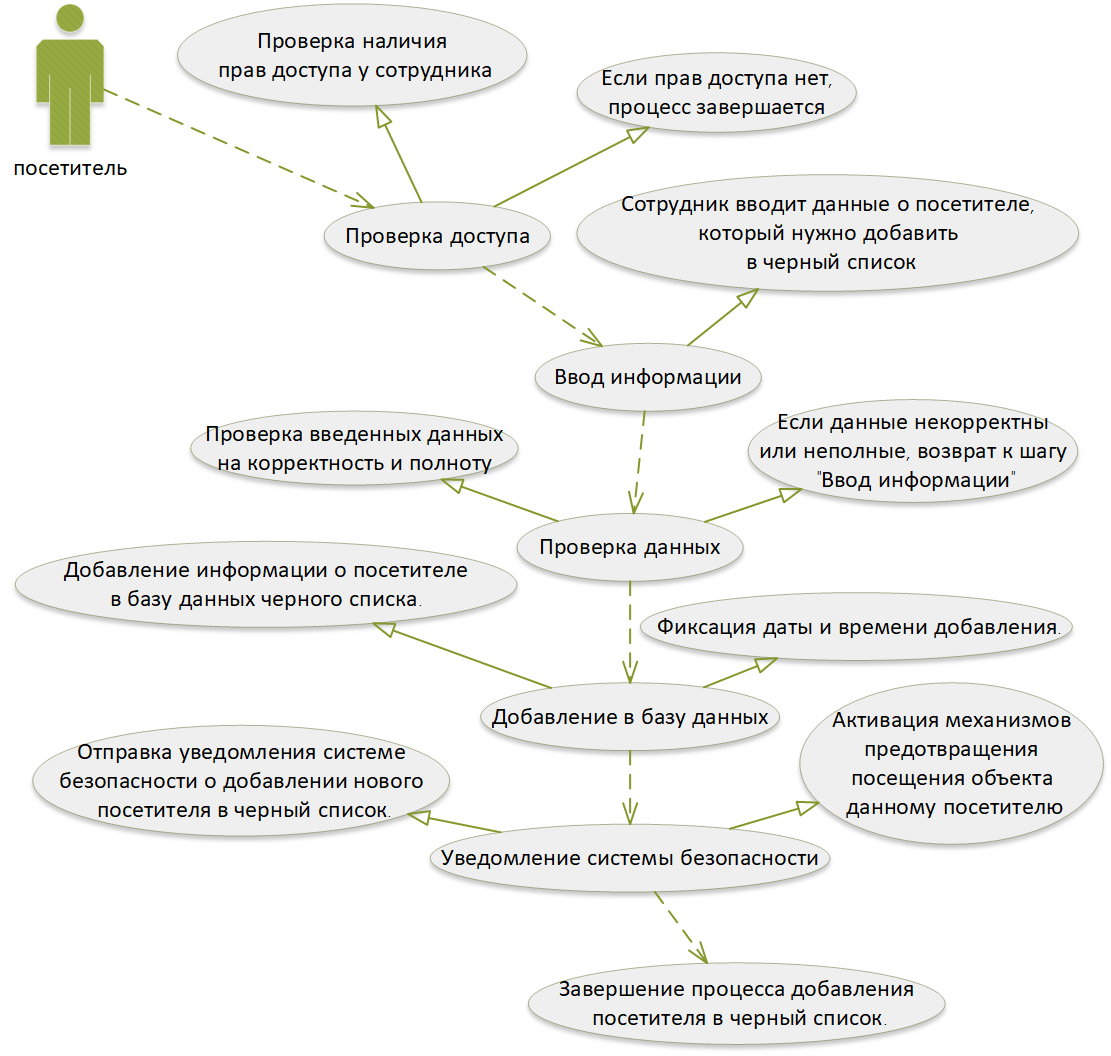 Проверка наличия
прав доступа у сотрудника
Если прав доступа нет,
процесс завершается
посетитель
Проверка доступа
Сотрудник вводит данные о посетителе,
который нужно добавить
в черный список
Ввод информации
Проверка введенных данных
на корректность и полноту
Если данные некорректны
или неполные, возврат к шагу
"Ввод информации"
Проверка данных
Добавление информации о посетителе
в базу данных черного списка.
Фиксация даты и времени добавления.
Добавление в базу данных
Активация механизмов
предотвращения
посещения объекта
данному посетителю
Отправка уведомления системе
безопасности о добавлении нового
посетителя в черный список.
Уведомление системы безопасности
Завершение процесса добавления
посетителя в черный список.